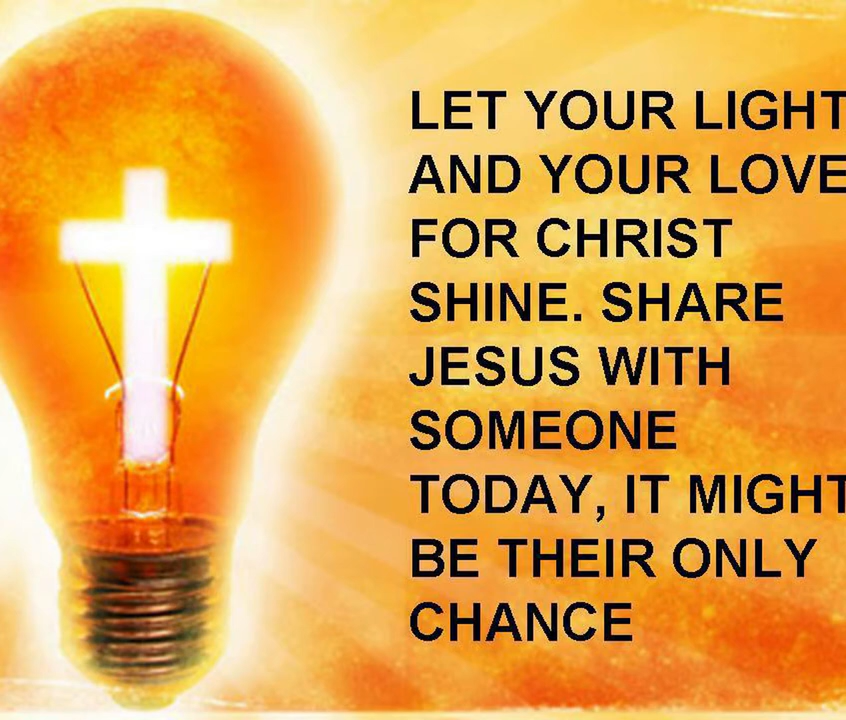 LET YOUR LIGHT
AND YOUR LOVE
FOR CHRIST
SHINE. SHARE
JESUS WITH
SOMEONE
TODAY, IT MIGHT
BE THEIR ONLY
CHANCE